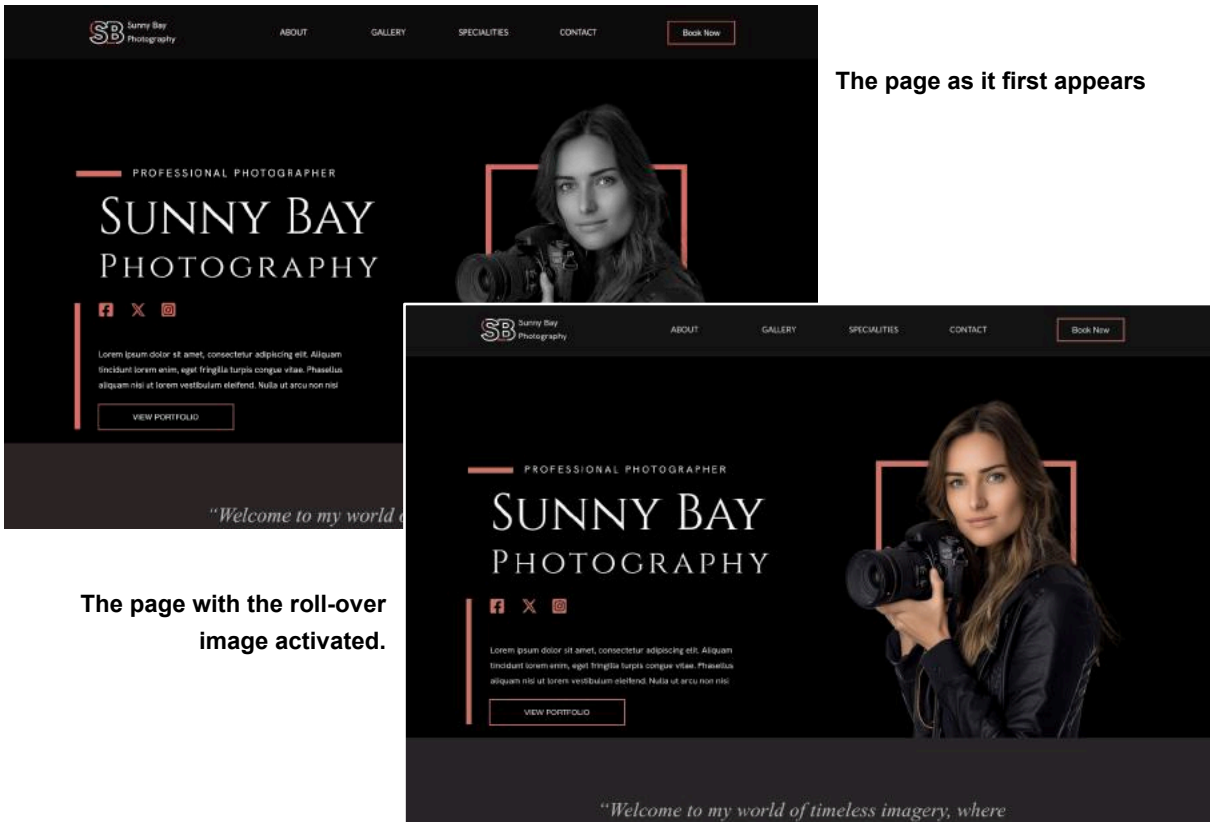 SB Sunny Bay
Photography
ABOUT GALLERY SPECIALITIES CONTACT Book Now
The page as it first appears
PROFESSIONAL PHOTOGRAPHER
SUNNY BAY
PHOTOGRAPHY
Lorem ipsum dolor sit amet, consectetur adipiscing elit. Aliquam
tincidunt lorem enim, eget fringilla turpis congue vitae. Phasellus
aliquam nisi ut lorem vestibulum eleifend. Nulla ut arcu non nisl
VIEW PORTFOLIO
“Welcome to my world o
The page with the roll-over
image activated.
SB Sunny Bay
Photography
ABOUT GALLERY SPECIALITIES CONTACT Book Now
PROFESSIONAL PHOTOGRAPHER
SUNNY BAY
PHOTOGRAPHY
Lorem ipsum dolor sit amet, consectetur adipiscing elit. Aliquam
tincidunt lorem enim, eget fringilla turpis congue vitae. Phasellus
aliquam nisi ut lorem vestibulum eleifend. Nulla ut arcu non nisl
VIEW PORTFOLIO
“Welcome to my world of timeless imagery, where